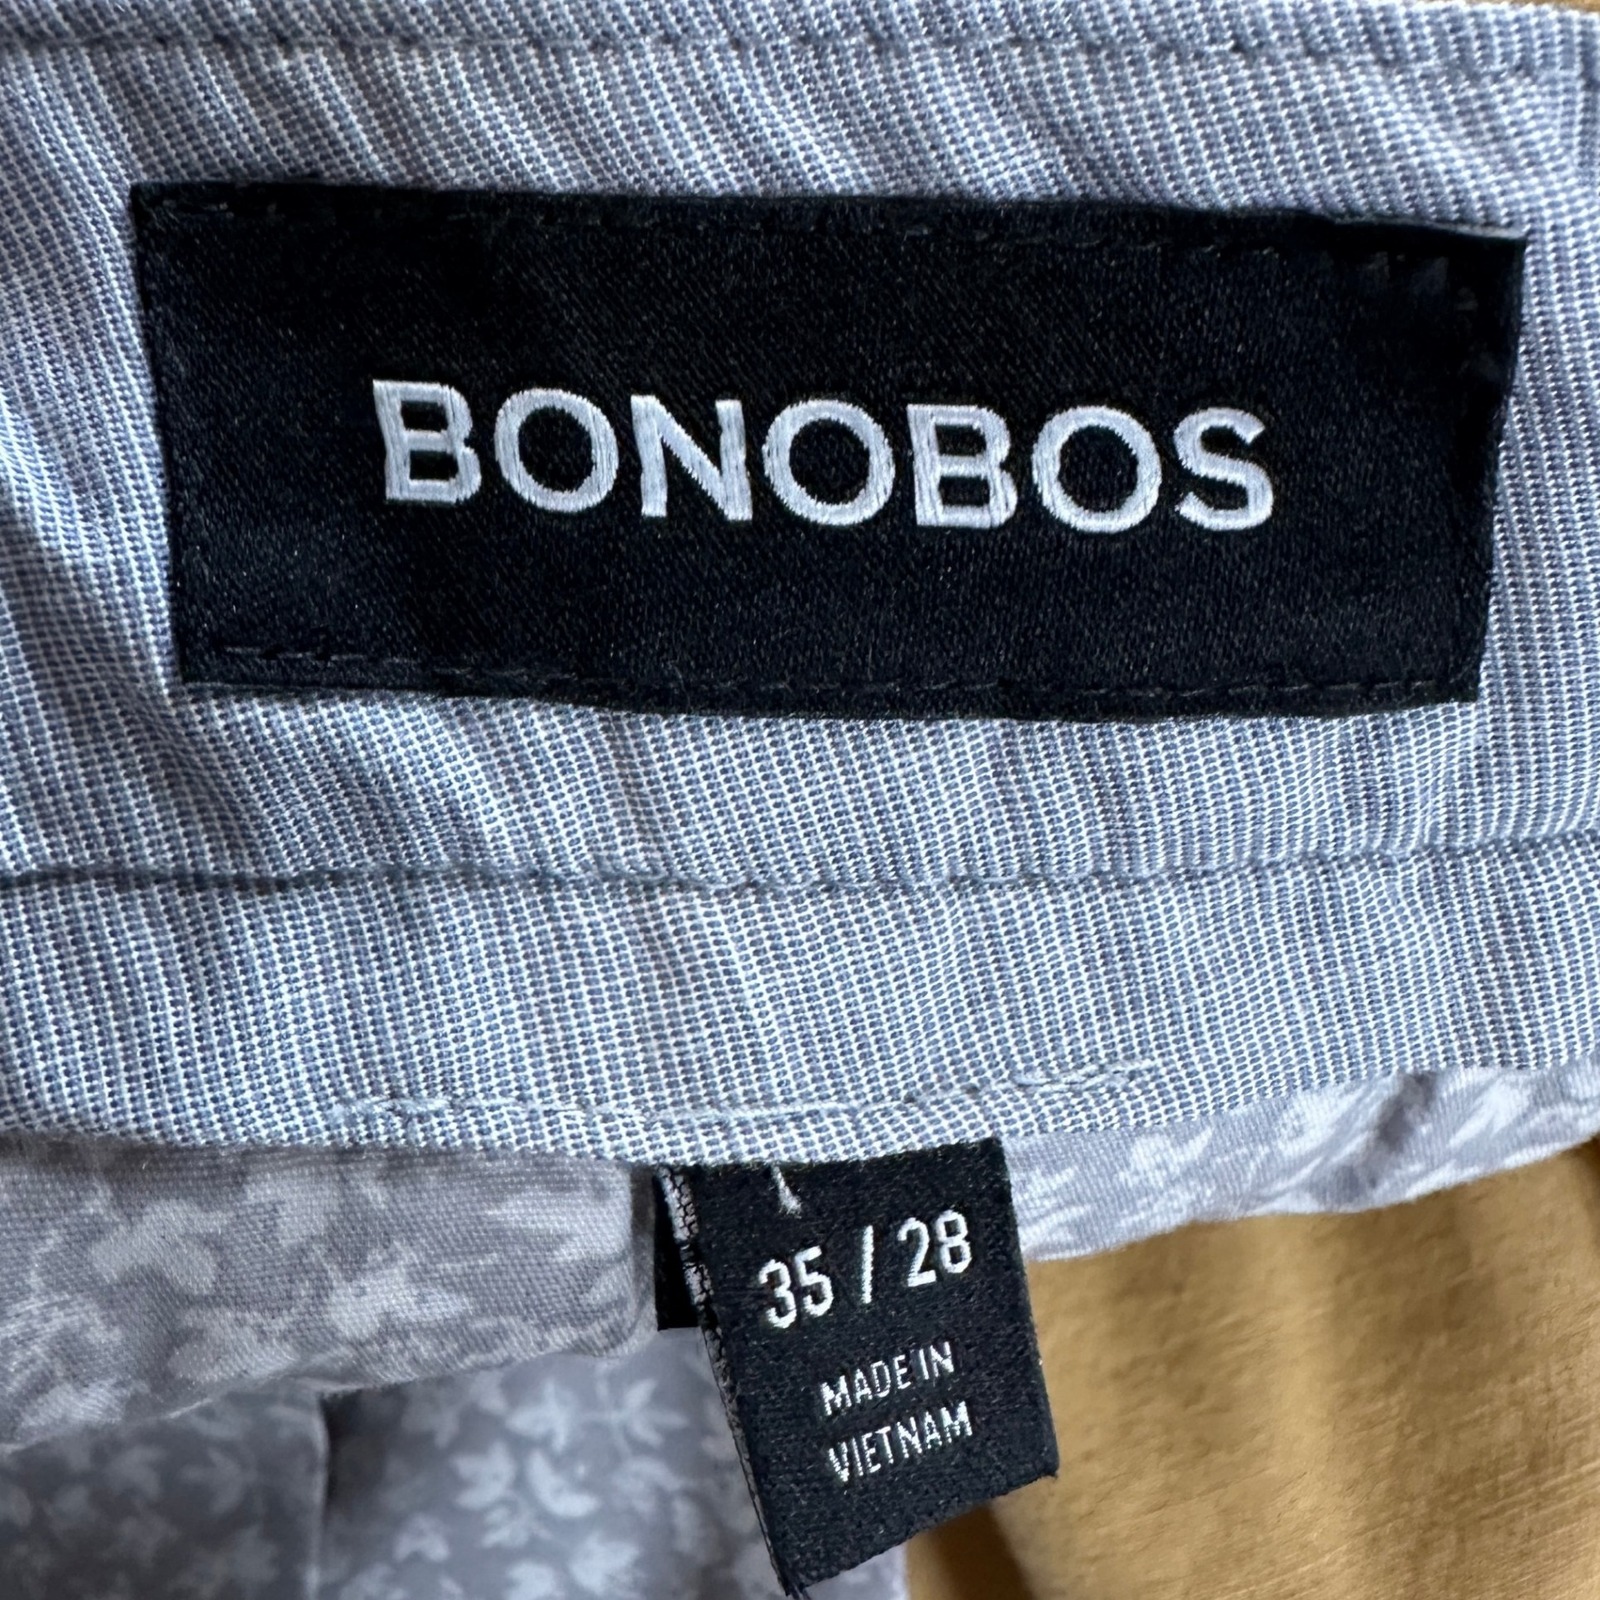 BONOBOS
35 / 28
MADE IN
VIETNAM